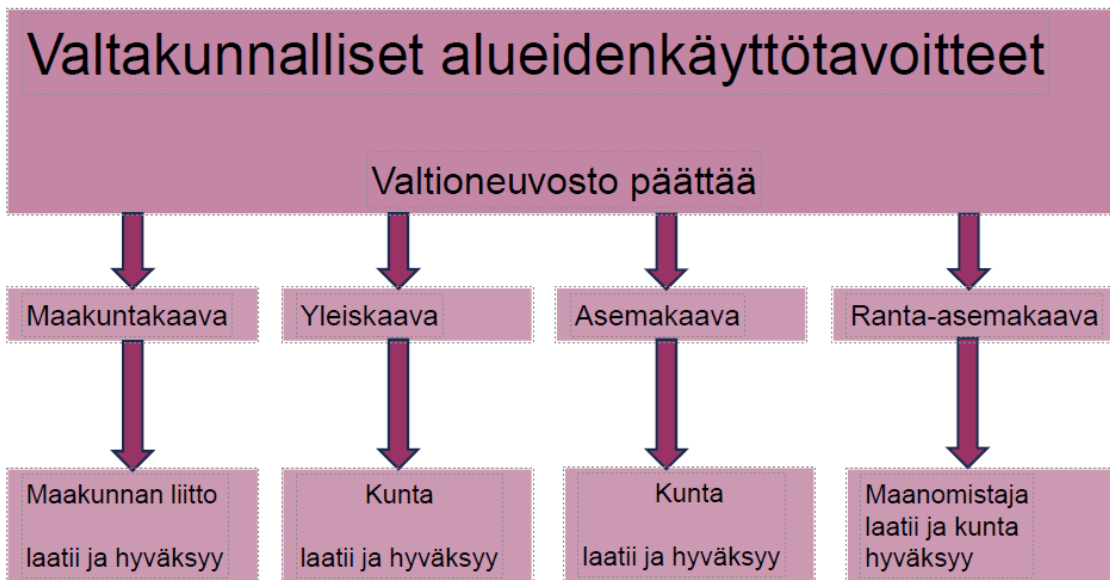 Valtakunnalliset alueidenkäyttötavoitteet
Valtioneuvosto päättää
Maakuntakaava
Yleiskaava
Asemakaava
Ranta-asemakaava
Maakunnan liitto
laatii ja hyväksyy
Kunta
laatii ja hyväksyy
Kunta
laatii ja hyväksyy
Maanomistaja
laatii ja kunta
hyväksyy